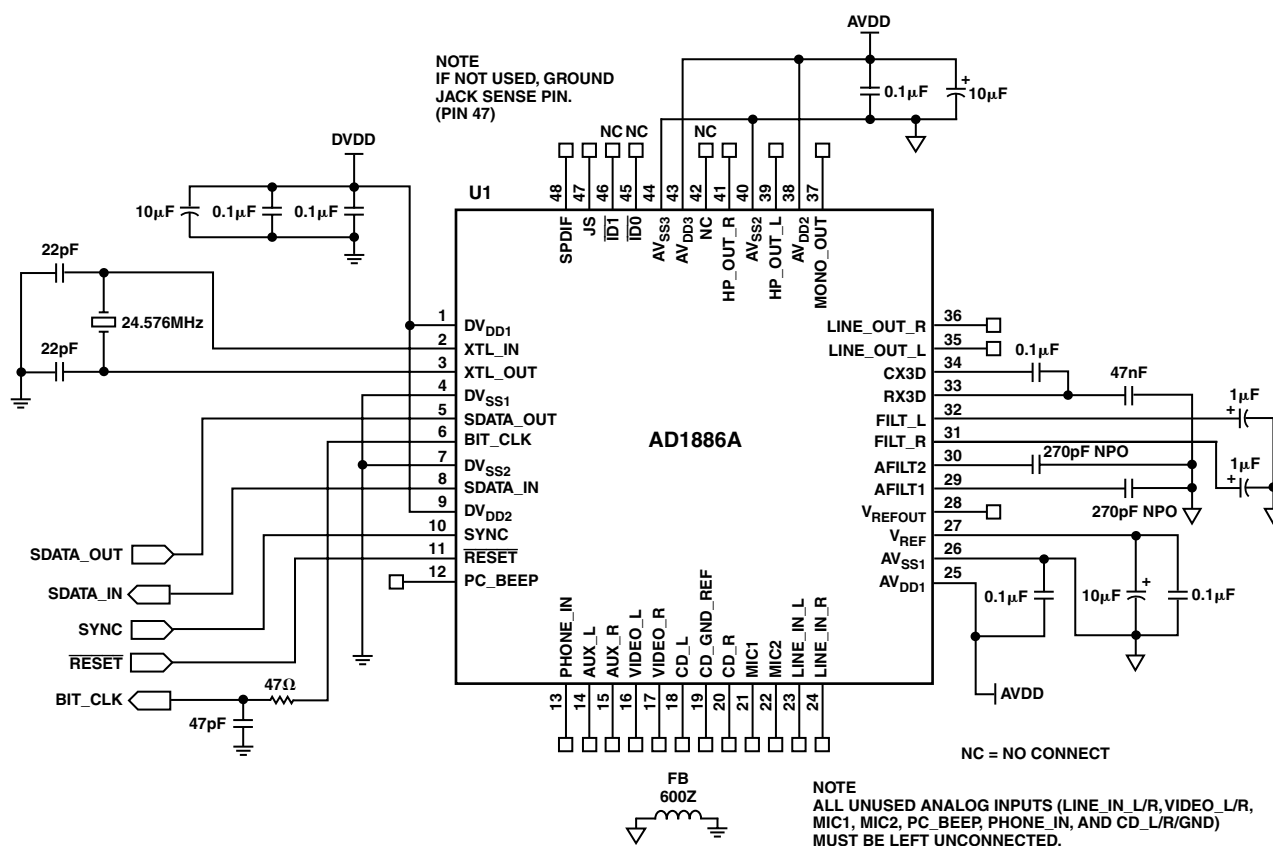 AVDD
NOTE
IF NOT USED, GROUND
JACK SENSE PIN.
(PIN 47)
0.1μF
+
10μF
NC NC
NC
DVDD
U1
48
47
46
45
44
43
42
41
40
39
38
37
10μF
0.1μF
0.1μF
SPDIF
JS
ID1
ID0
AVSS3
AVDD3
NC
HP_OUT_R
AVSS2
HP_OUT_L
AVDD2
MONO_OUT
22pF
24.576MHz
22pF
1 DVDD1
2 XTL_IN
3 XTL_OUT
4 DVSS1
5 SDATA_OUT
6 BIT_CLK
7 DVSS2
8 SDATA_IN
9 DVDD2
10 SYNC
11 RESET
12 PC_BEEP
AD1886A
LINE_OUT_R 36
LINE_OUT_L 35
CX3D 34
RX3D 33
FILT_L 32
FILT_R 31
AFILT2 30
AFILT1 29
VREFOUT 28
VREF 27
AVSS1 26
AVDD1 25
0.1μF
47nF
1μF
+
270pF NPO
1μF
+
270pF NPO
0.1μF
10μF
+
0.1μF
AVDD
SDATA_OUT
SDATA_IN
SYNC
RESET
BIT_CLK
47Ω
47pF
PHONE_IN
AUX_L
AUX_R
VIDEO_L
VIDEO_R
CD_L
CD_GND_REF
CD_R
MIC1
MIC2
LINE_IN_L
LINE_IN_R
13
14
15
16
17
18
19
20
21
22
23
24
NC = NO CONNECT
FB
600Z
NOTE
ALL UNUSED ANALOG INPUTS (LINE_IN_L/R, VIDEO_L/R,
MIC1, MIC2, PC_BEEP, PHONE_IN, AND CD_L/R/GND)
MUST BE LEFT UNCONNECTED.